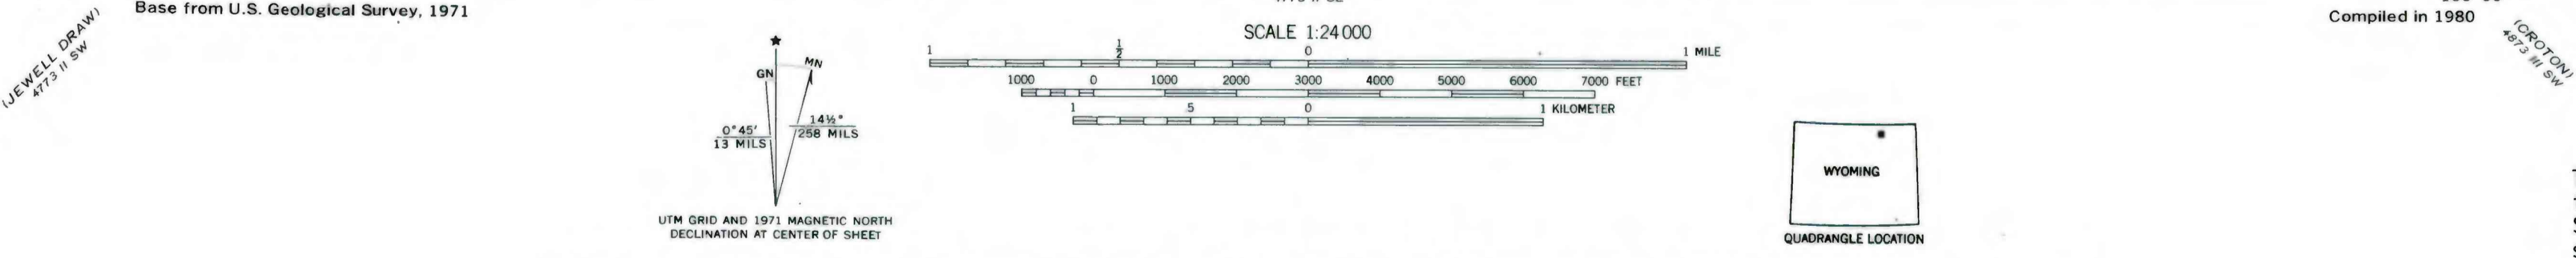 (JEWELL DRAW)
4773 II SW
Base from U.S. Geological Survey, 1971
★
GN
MN
0°45'
13 MILS
14½°
258 MILS
UTM GRID AND 1971 MAGNETIC NORTH
DECLINATION AT CENTER OF SHEET
SCALE 1:24 000
1 ½ 0 1 MILE
1000 0 1000 2000 3000 4000 5000 6000 7000 FEET
1 .5 0 1 KILOMETER
WYOMING
QUADRANGLE LOCATION
Compiled in 1980
(CROTON)
4873 III SW